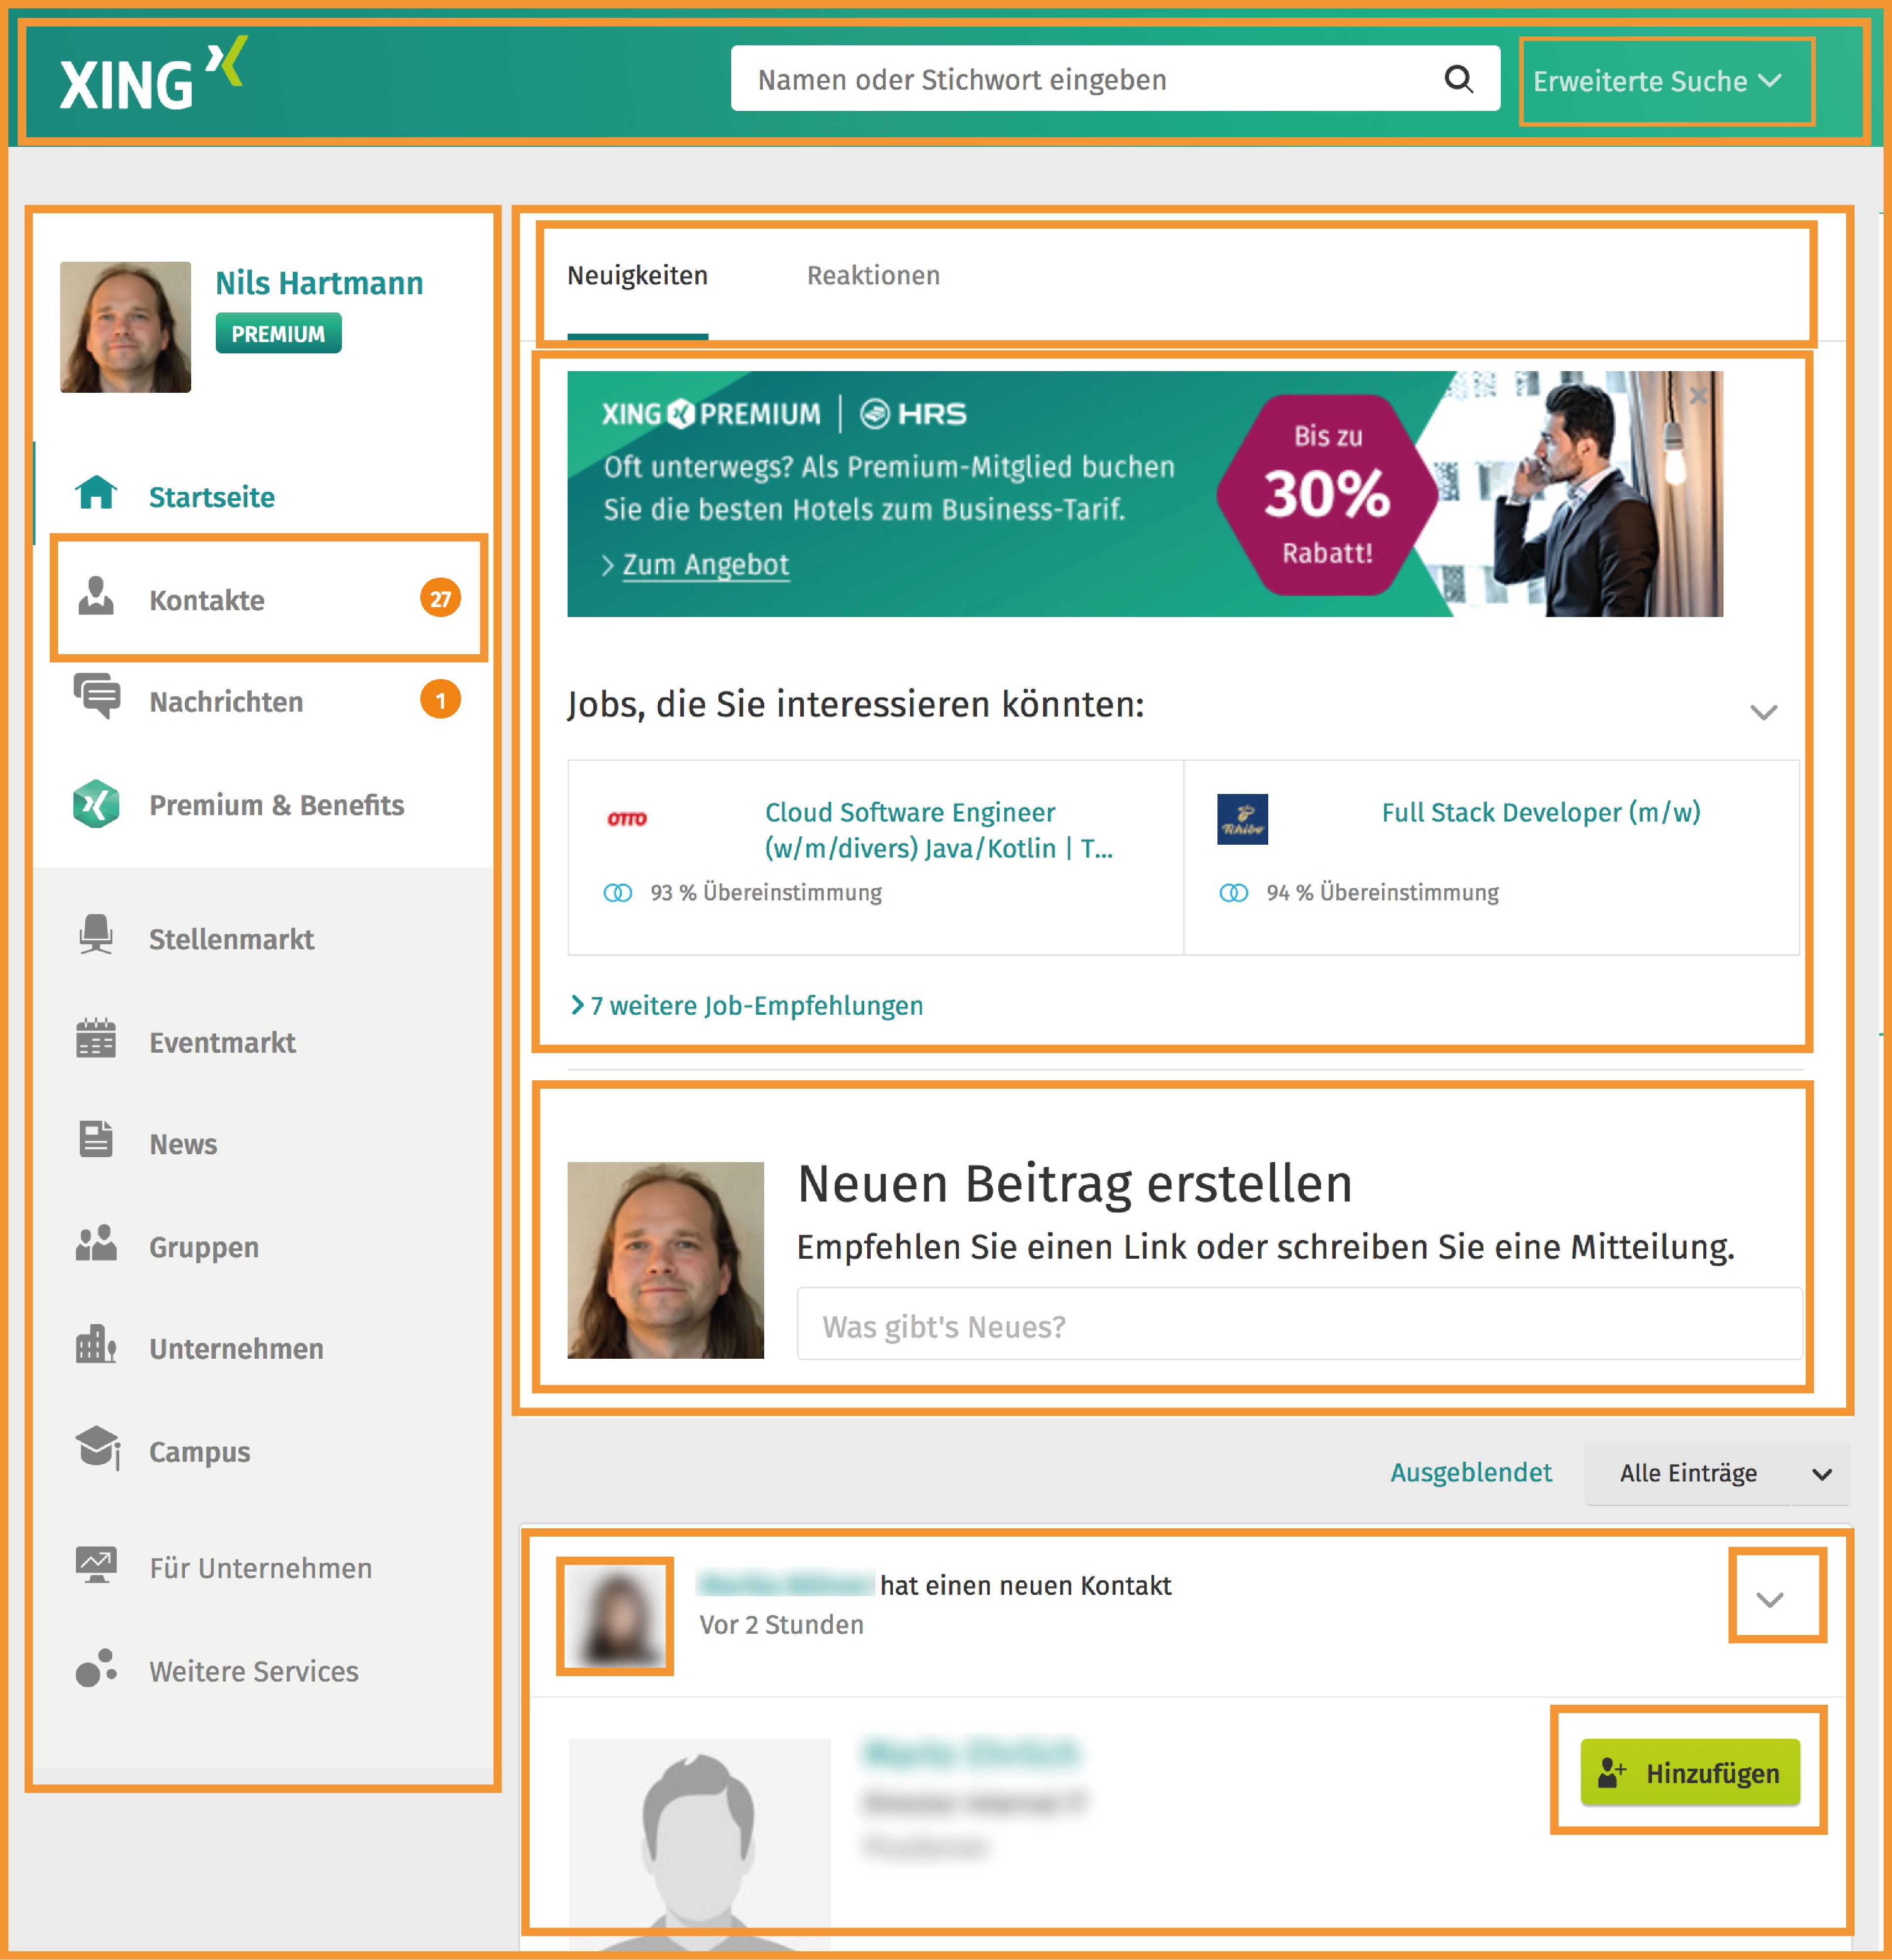 XING
Namen oder Stichwort eingeben
Erweiterte Suche
Nils Hartmann
PREMIUM
Startseite
Kontakte 27
Nachrichten 1
Premium & Benefits
Stellenmarkt
Eventmarkt
News
Gruppen
Unternehmen
Campus
Für Unternehmen
Weitere Services
Neuigkeiten Reaktionen
XING PREMIUM | HRS
Oft unterwegs? Als Premium-Mitglied buchen
Sie die besten Hotels zum Business-Tarif.
> Zum Angebot
Bis zu
30%
Rabatt!
Jobs, die Sie interessieren könnten:
OTTO
Cloud Software Engineer
(w/m/divers) Java/Kotlin | T...
93 % Übereinstimmung
Tchibo
Full Stack Developer (m/w)
94 % Übereinstimmung
7 weitere Job-Empfehlungen
Neuen Beitrag erstellen
Empfehlen Sie einen Link oder schreiben Sie eine Mitteilung.
Was gibt's Neues?
Ausgeblendet
Alle Einträge
hat einen neuen Kontakt
Vor 2 Stunden
Hinzufügen